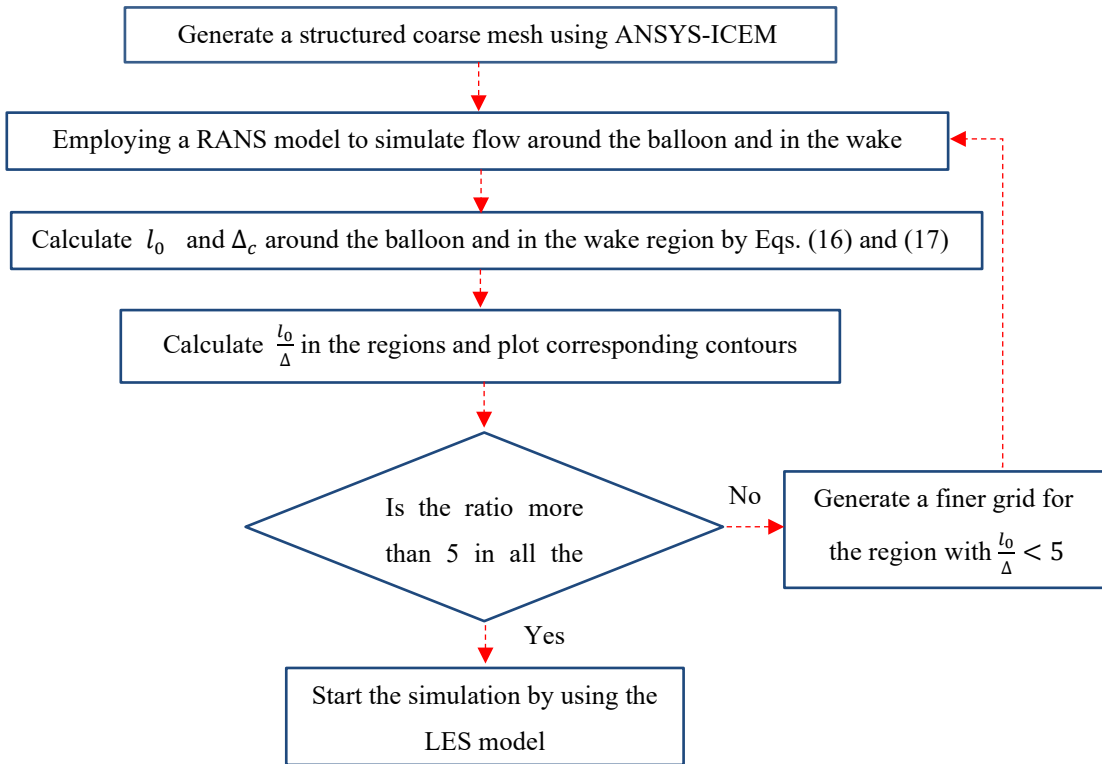 Generate a structured coarse mesh using ANSYS-ICEM
Employing a RANS model to simulate flow around the balloon and in the wake
Calculate l₀ and Δ_c around the balloon and in the wake region by Eqs. (16) and (17)
Calculate l₀/Δ in the regions and plot corresponding contours
Is the ratio more
than 5 in all the
No
Generate a finer grid for
the region with l₀/Δ < 5
Yes
Start the simulation by using the
LES model